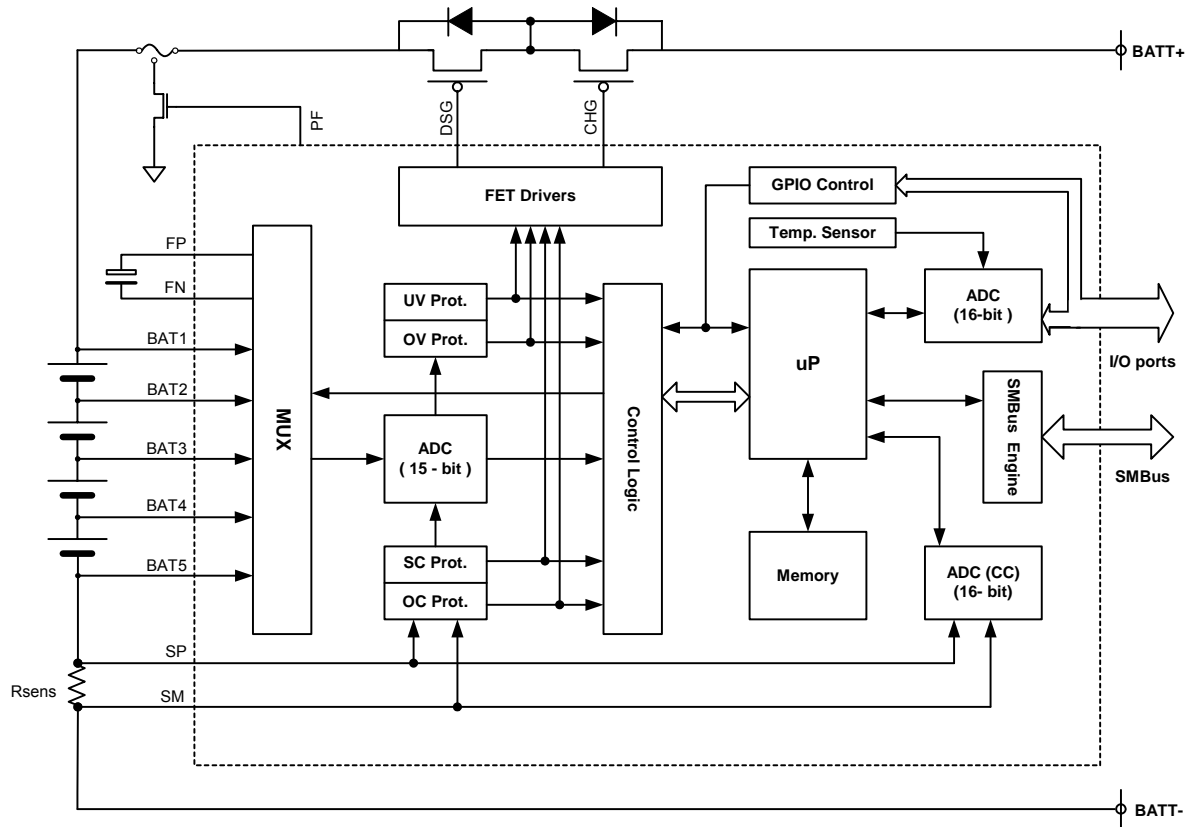 BATT+
PF
DSG
CHG
FET Drivers
GPIO Control
Temp. Sensor
FP
FN
BAT1
BAT2
BAT3
BAT4
BAT5
MUX
UV Prot.
OV Prot.
ADC
( 15 - bit )
SC Prot.
OC Prot.
Control Logic
uP
Memory
ADC
(16-bit )
I/O ports
SMBus Engine
SMBus
ADC (CC)
(16- bit)
SP
Rsens
SM
BATT-